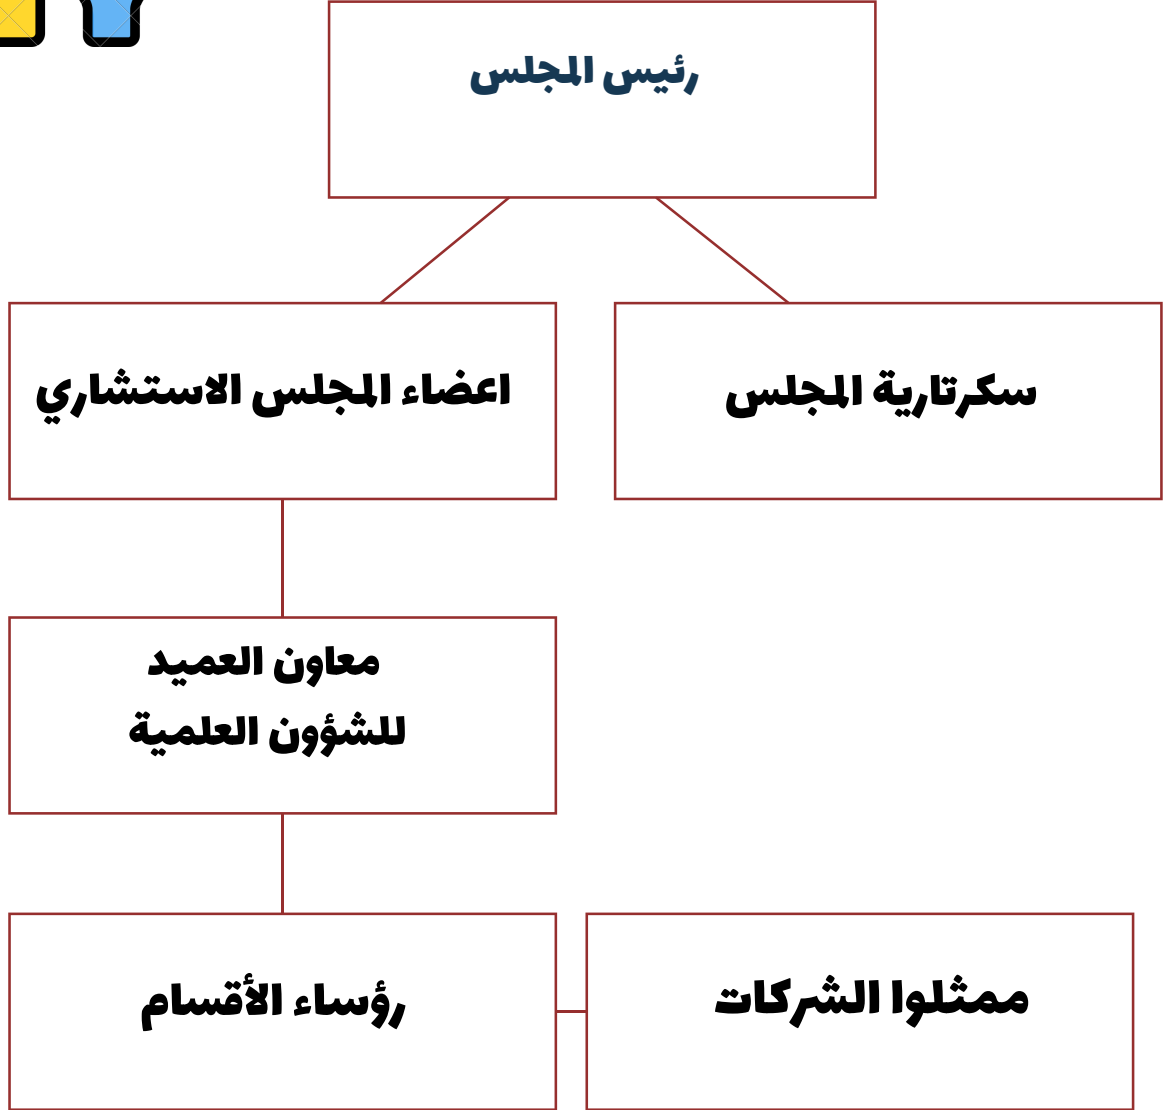 رئيس المجلس
سكرتارية المجلس
اعضاء المجلس الاستشاري
معاون العميد
للشؤون العلمية
ممثلوا الشركات
رؤساء الأقسام